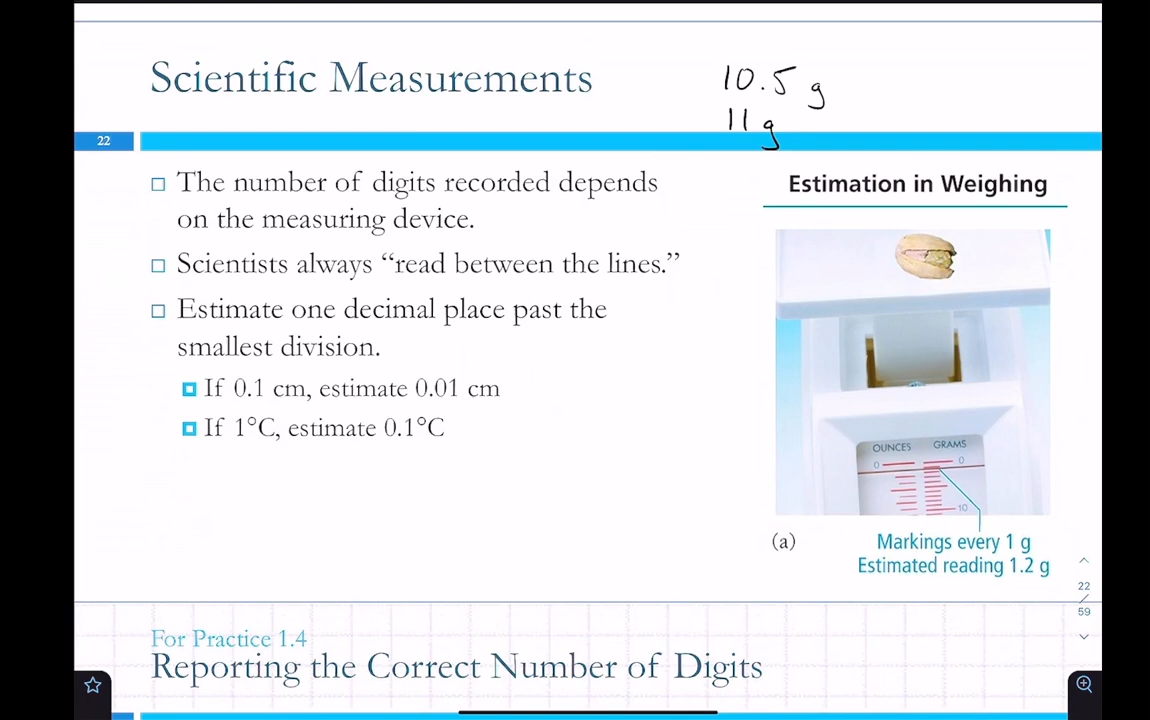 Scientific Measurements
10.5 g
11 g
22
□ The number of digits recorded depends
on the measuring device.
□ Scientists always “read between the lines.”
□ Estimate one decimal place past the
smallest division.
If 0.1 cm, estimate 0.01 cm
If 1°C, estimate 0.1°C
Estimation in Weighing
OUNCES GRAMS
0 0
10
(a)
Markings every 1 g
Estimated reading 1.2 g
22
/
59
For Practice 1.4
Reporting the Correct Number of Digits